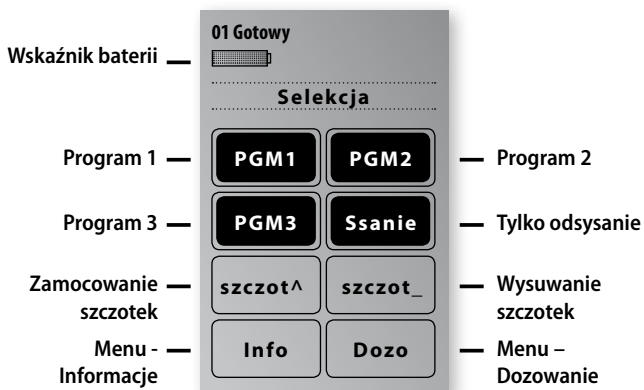 01 Gotowy
Wskaźnik baterii
Selekcja
Program 1
PGM1
PGM2
Program 2
Program 3
PGM3
Ssanie
Tylko odsysanie
Zamocowanie
szczotek
szczot^
szczot_
Wysuwanie
szczotek
Menu -
Informacje
Info
Dozo
Menu –
Dozowanie